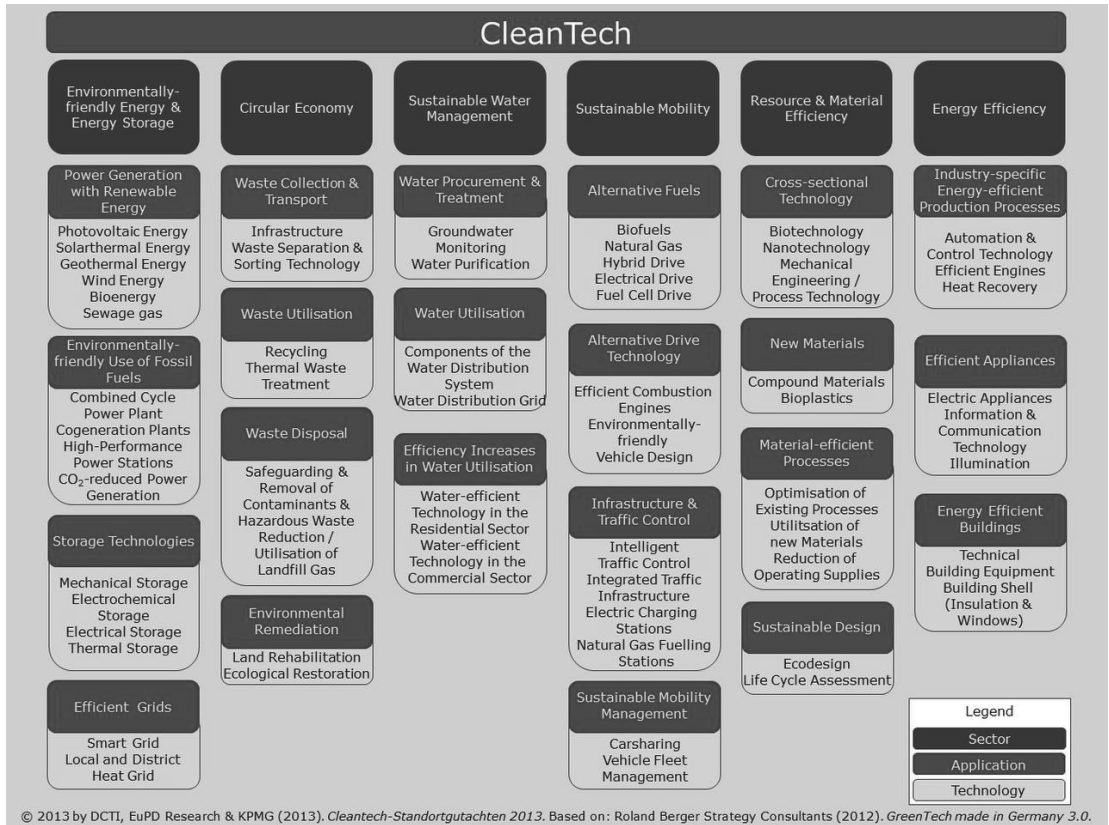 CleanTech
Environmentally-
friendly Energy &
Energy Storage
Power Generation
with Renewable
Energy
Photovoltaic Energy
Solarthermal Energy
Geothermal Energy
Wind Energy
Bioenergy
Sewage gas
Environmentally-
friendly Use of Fossil
Fuels
Combined Cycle
Power Plant
Cogeneration Plants
High-Performance
Power Stations
CO₂-reduced Power
Generation
Storage Technologies
Mechanical Storage
Electrochemical
Storage
Electrical Storage
Thermal Storage
Efficient Grids
Smart Grid
Local and District
Heat Grid
Circular Economy
Waste Collection &
Transport
Infrastructure
Waste Separation &
Sorting Technology
Waste Utilisation
Recycling
Thermal Waste
Treatment
Waste Disposal
Safeguarding &
Removal of
Contaminants &
Hazardous Waste
Reduction /
Utilisation of
Landfill Gas
Environmental
Remediation
Land Rehabilitation
Ecological Restoration
Sustainable Water
Management
Water Procurement &
Treatment
Groundwater
Monitoring
Water Purification
Water Utilisation
Components of the
Water Distribution
System
Water Distribution Grid
Efficiency Increases
in Water Utilisation
Water-efficient
Technology in the
Residential Sector
Water-efficient
Technology in the
Commercial Sector
Sustainable Mobility
Alternative Fuels
Biofuels
Natural Gas
Hybrid Drive
Electrical Drive
Fuel Cell Drive
Alternative Drive
Technology
Efficient Combustion
Engines
Environmentally-
friendly
Vehicle Design
Infrastructure &
Traffic Control
Intelligent
Traffic Control
Integrated Traffic
Infrastructure
Electric Charging
Stations
Natural Gas Fuelling
Stations
Sustainable Mobility
Management
Carsharing
Vehicle Fleet
Management
Resource & Material
Efficiency
Cross-sectional
Technology
Biotechnology
Nanotechnology
Mechanical
Engineering /
Process Technology
New Materials
Compound Materials
Bioplastics
Material-efficient
Processes
Optimisation of
Existing Processes
Utilitsation of
new Materials
Reduction of
Operating Supplies
Sustainable Design
Ecodesign
Life Cycle Assessment
Energy Efficiency
Industry-specific
Energy-efficient
Production Processes
Automation &
Control Technology
Efficient Engines
Heat Recovery
Efficient Appliances
Electric Appliances
Information &
Communication
Technology
Illumination
Energy Efficient
Buildings
Technical
Building Equipment
Building Shell
(Insulation &
Windows)
Legend
Sector
Application
Technology
© 2013 by DCTI, EuPD Research & KPMG (2013). Cleantech-Standortgutachten 2013. Based on: Roland Berger Strategy Consultants (2012). GreenTech made in Germany 3.0.